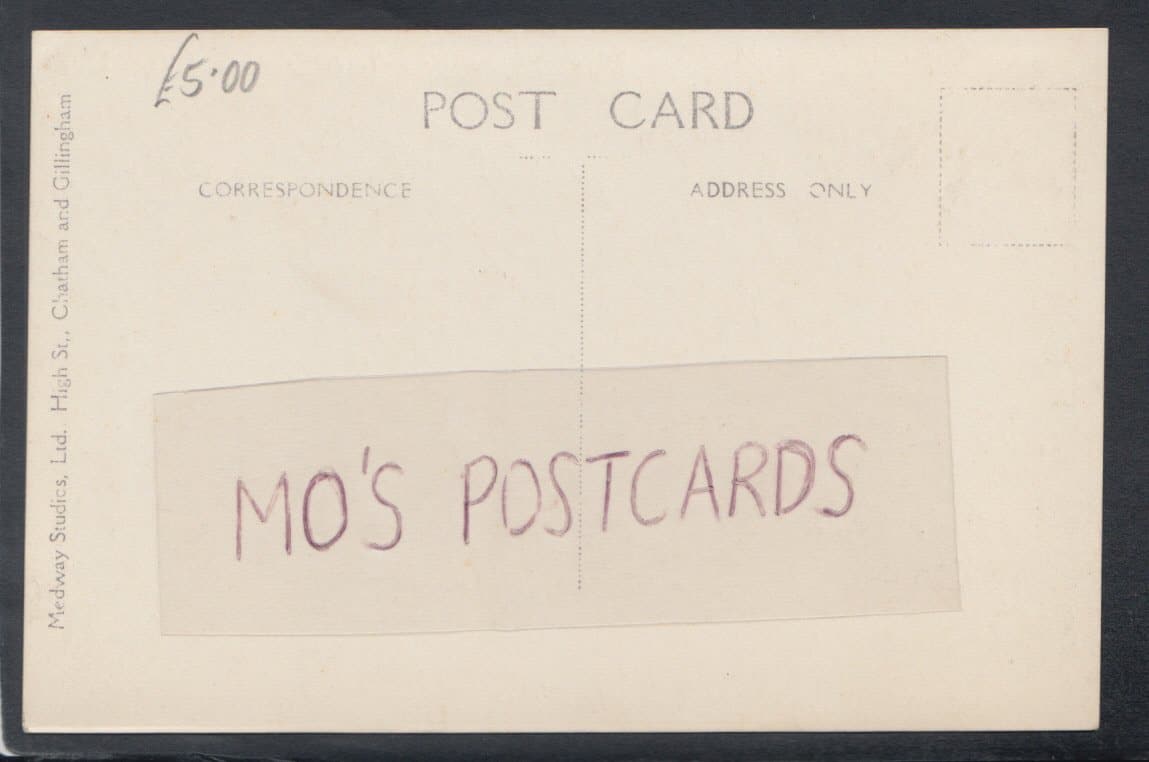 £5.00
POST CARD
CORRESPONDENCE
ADDRESS ONLY
Medway Studios, Ltd. High St., Chatham and Gillingham
MO'S POSTCARDS